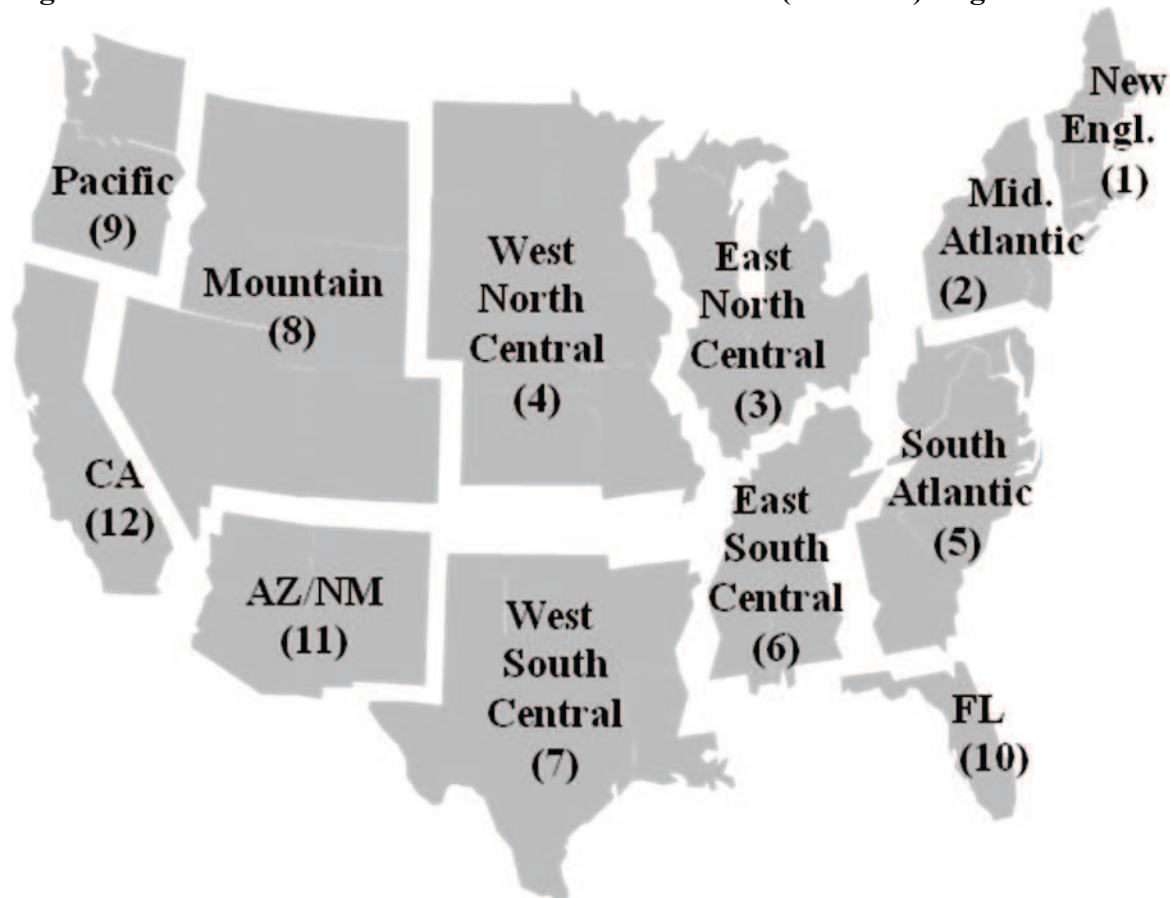 New
Engl.
(1)
Pacific
(9)
Mid.
Atlantic
(2)
West
North
Central
(4)
East
North
Central
(3)
Mountain
(8)
South
Atlantic
(5)
CA
(12)
East
South
Central
(6)
AZ/NM
(11)
West
South
Central
(7)
FL
(10)